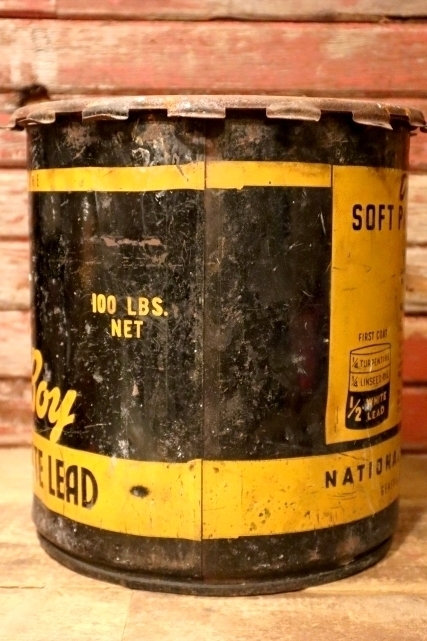 100 LBS.
NET
Boy
TE LEAD
SOFT P
FIRST COAT
1/4 TURPENTINE
1/4 LINSEED OIL
1/2 WHITE
LEAD
NATIONA